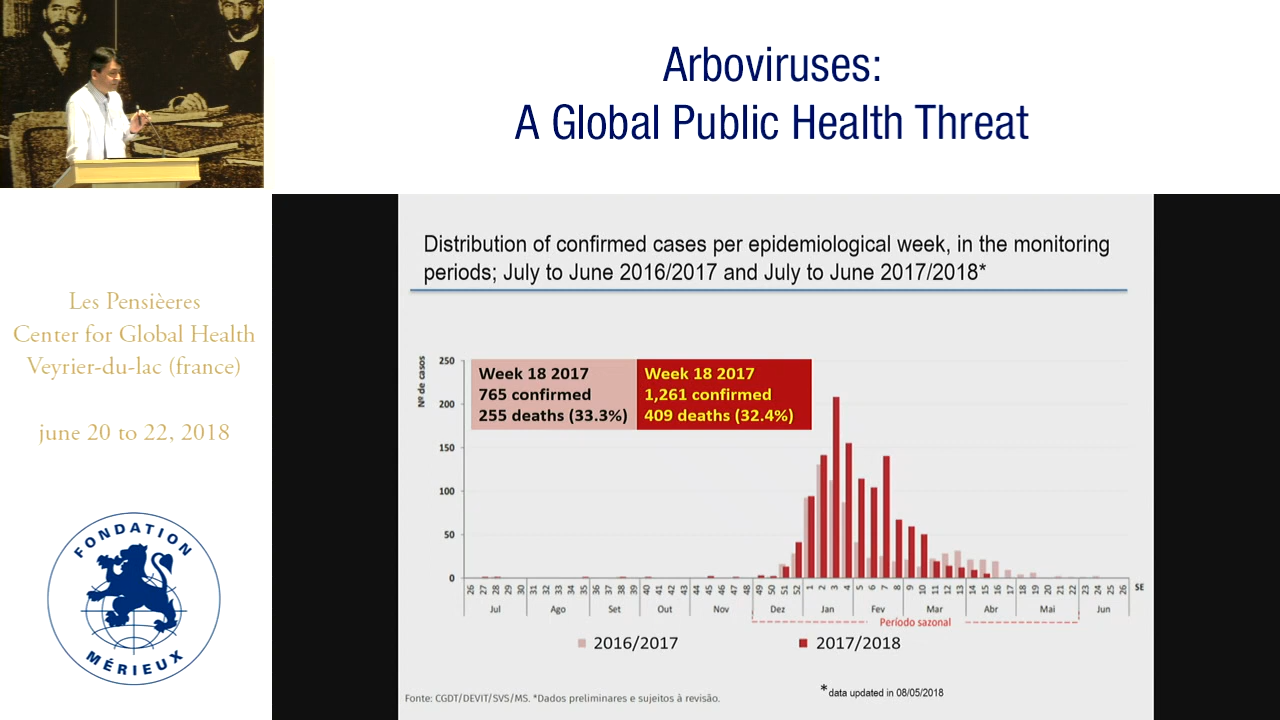 Arboviruses:
A Global Public Health Threat
Les Pensièeres
Center for Global Health
Veyrier-du-lac (france)
june 20 to 22, 2018
FONDATION
MÉRIEUX
Distribution of confirmed cases per epidemiological week, in the monitoring
periods; July to June 2016/2017 and July to June 2017/2018*
Nº de casos
250
200
150
100
50
0
Week 18 2017
765 confirmed
255 deaths (33.3%)
Week 18 2017
1,261 confirmed
409 deaths (32.4%)
26 27 28 29 30 31 32 33 34 35 36 37 38 39 40 41 42 43 44 45 46 47 48 49 50 51 52 1 2 3 4 5 6 7 8 9 10 11 12 13 14 15 16 17 18 19 20 21 22 23 24 25 26 SE
Jul Ago Set Out Nov Dez Jan Fev Mar Abr Mai Jun
Período sazonal
2016/2017 2017/2018
*data updated in 08/05/2018
Fonte: CGDT/DEVIT/SVS/MS. *Dados preliminares e sujeitos à revisão.